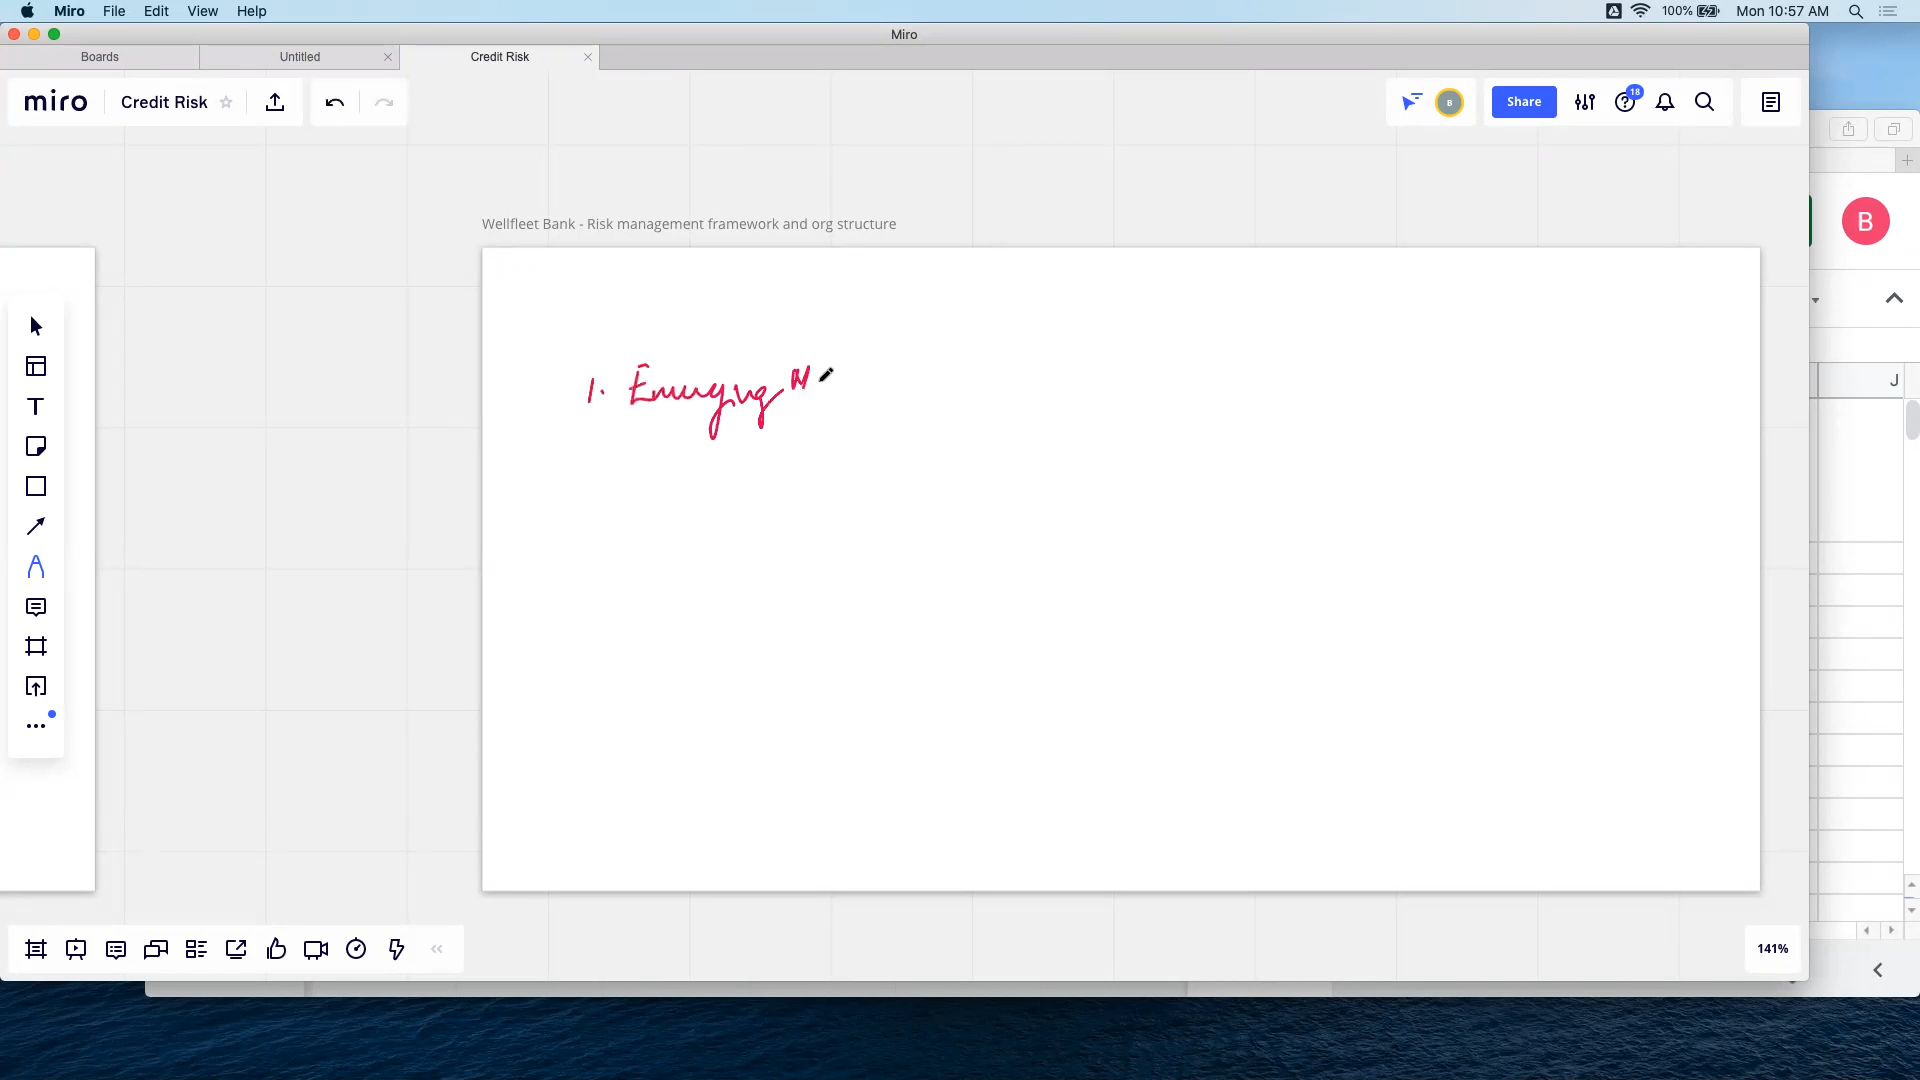 Miro File Edit View Help 100% Mon 10:57 AM
Miro
Boards Untitled Credit Risk
miro Credit Risk B Share 18
B
Wellfleet Bank - Risk management framework and org structure
J
1. Emerging M
T
141%